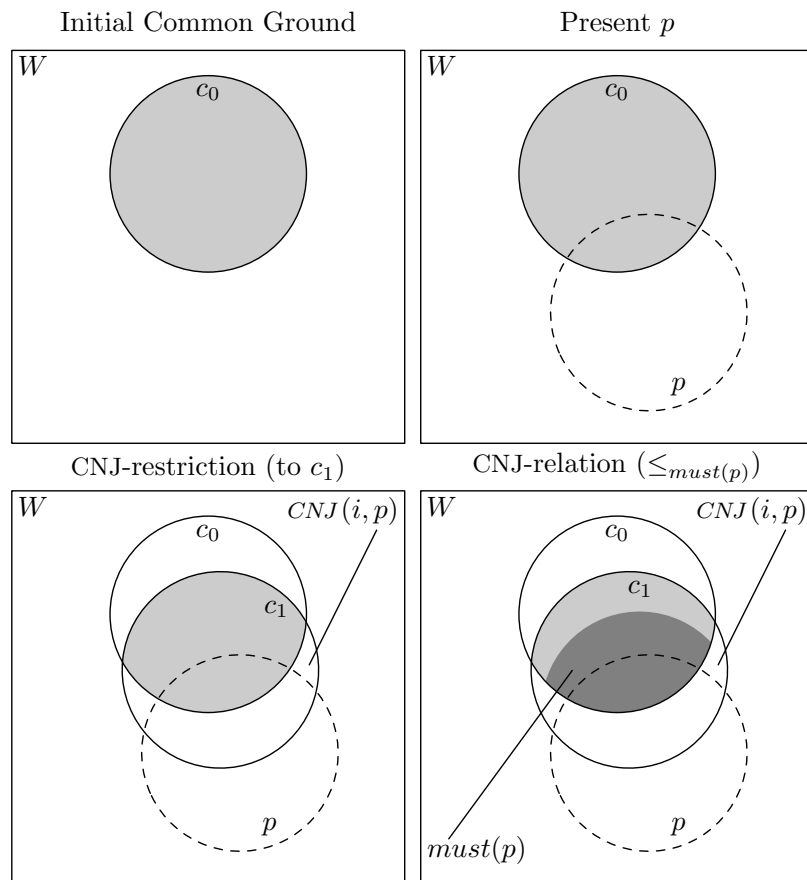 Initial Common Ground
W
c₀
Present p
W
c₀
p
CNJ-restriction (to c₁)
W
CNJ(i, p)
c₀
c₁
p
CNJ-relation (≤must(p))
W
CNJ(i, p)
c₀
c₁
p
must(p)